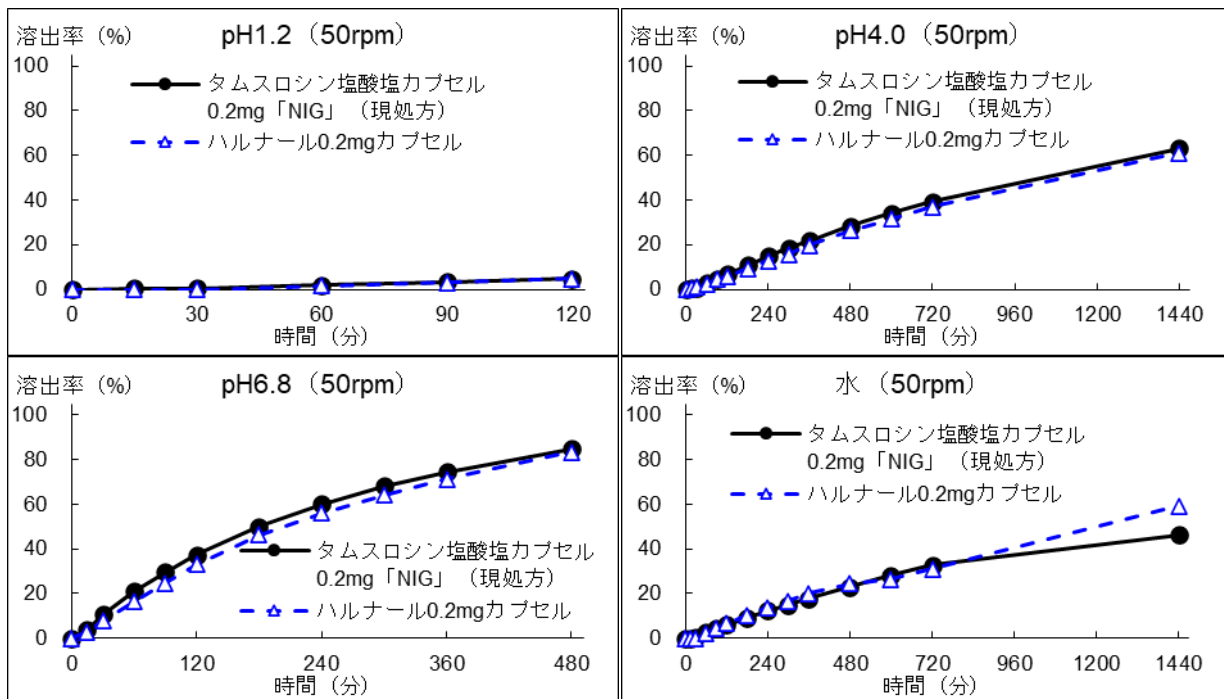 溶出率 (%)
pH1.2（50rpm）
100
80
60
40
20
0
タムスロシン塩酸塩カプセル
0.2mg「NIG」（現処方）
ハルナール0.2mgカプセル
0 30 60 90 120
時間（分）
溶出率 (%)
pH4.0（50rpm）
100
80
60
40
20
0
タムスロシン塩酸塩カプセル
0.2mg「NIG」（現処方）
ハルナール0.2mgカプセル
0 240 480 720 960 1200 1440
時間（分）
溶出率 (%)
pH6.8（50rpm）
100
80
60
40
20
0
タムスロシン塩酸塩カプセル
0.2mg「NIG」（現処方）
ハルナール0.2mgカプセル
0 120 240 360 480
時間（分）
溶出率 (%)
水（50rpm）
100
80
60
40
20
0
タムスロシン塩酸塩カプセル
0.2mg「NIG」（現処方）
ハルナール0.2mgカプセル
0 240 480 720 960 1200 1440
時間（分）